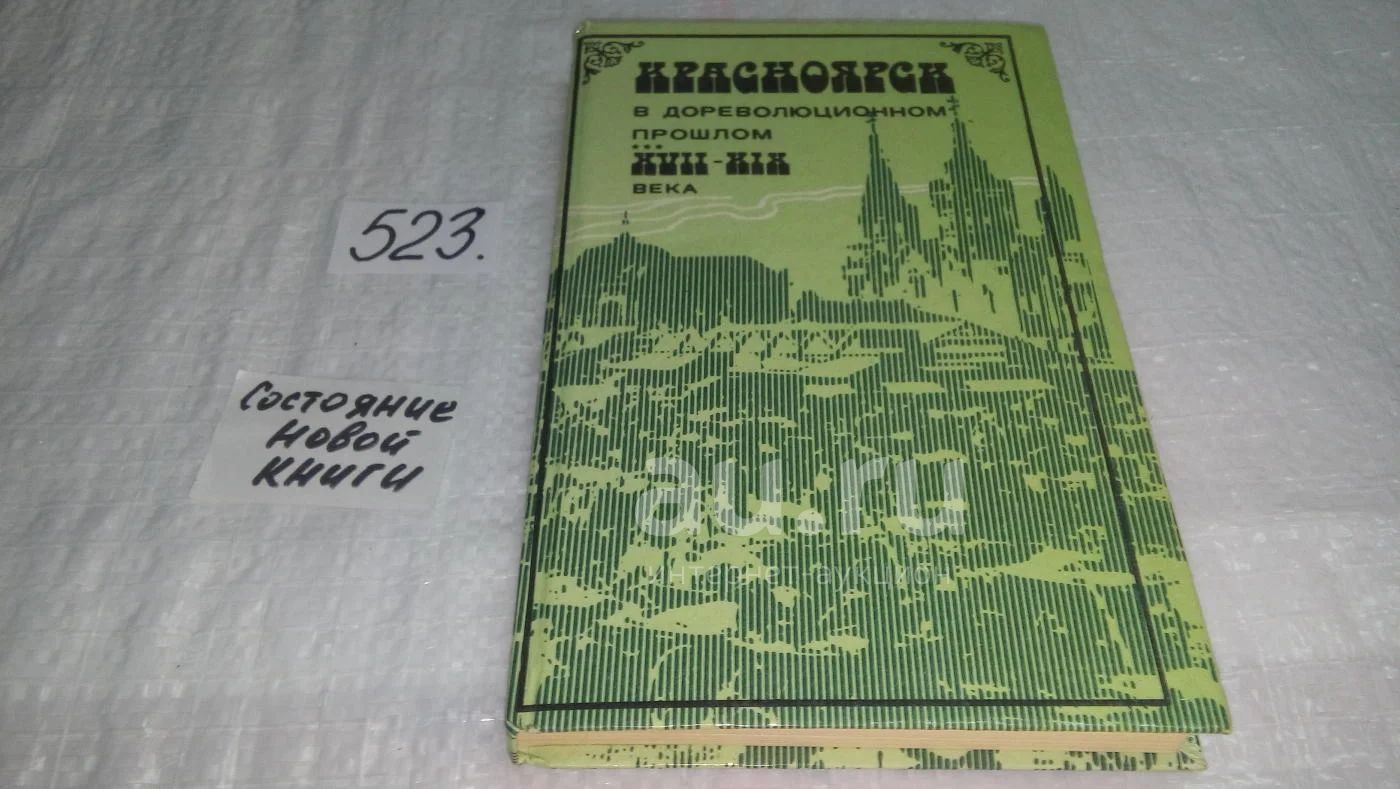 КРАСНОЯРСК
В ДОРЕВОЛЮЦИОННОМ
ПРОШЛОМ
XVII-XIX
ВЕКА
523.
Состояние
новой
книги
au.ru
интернет-аукцион